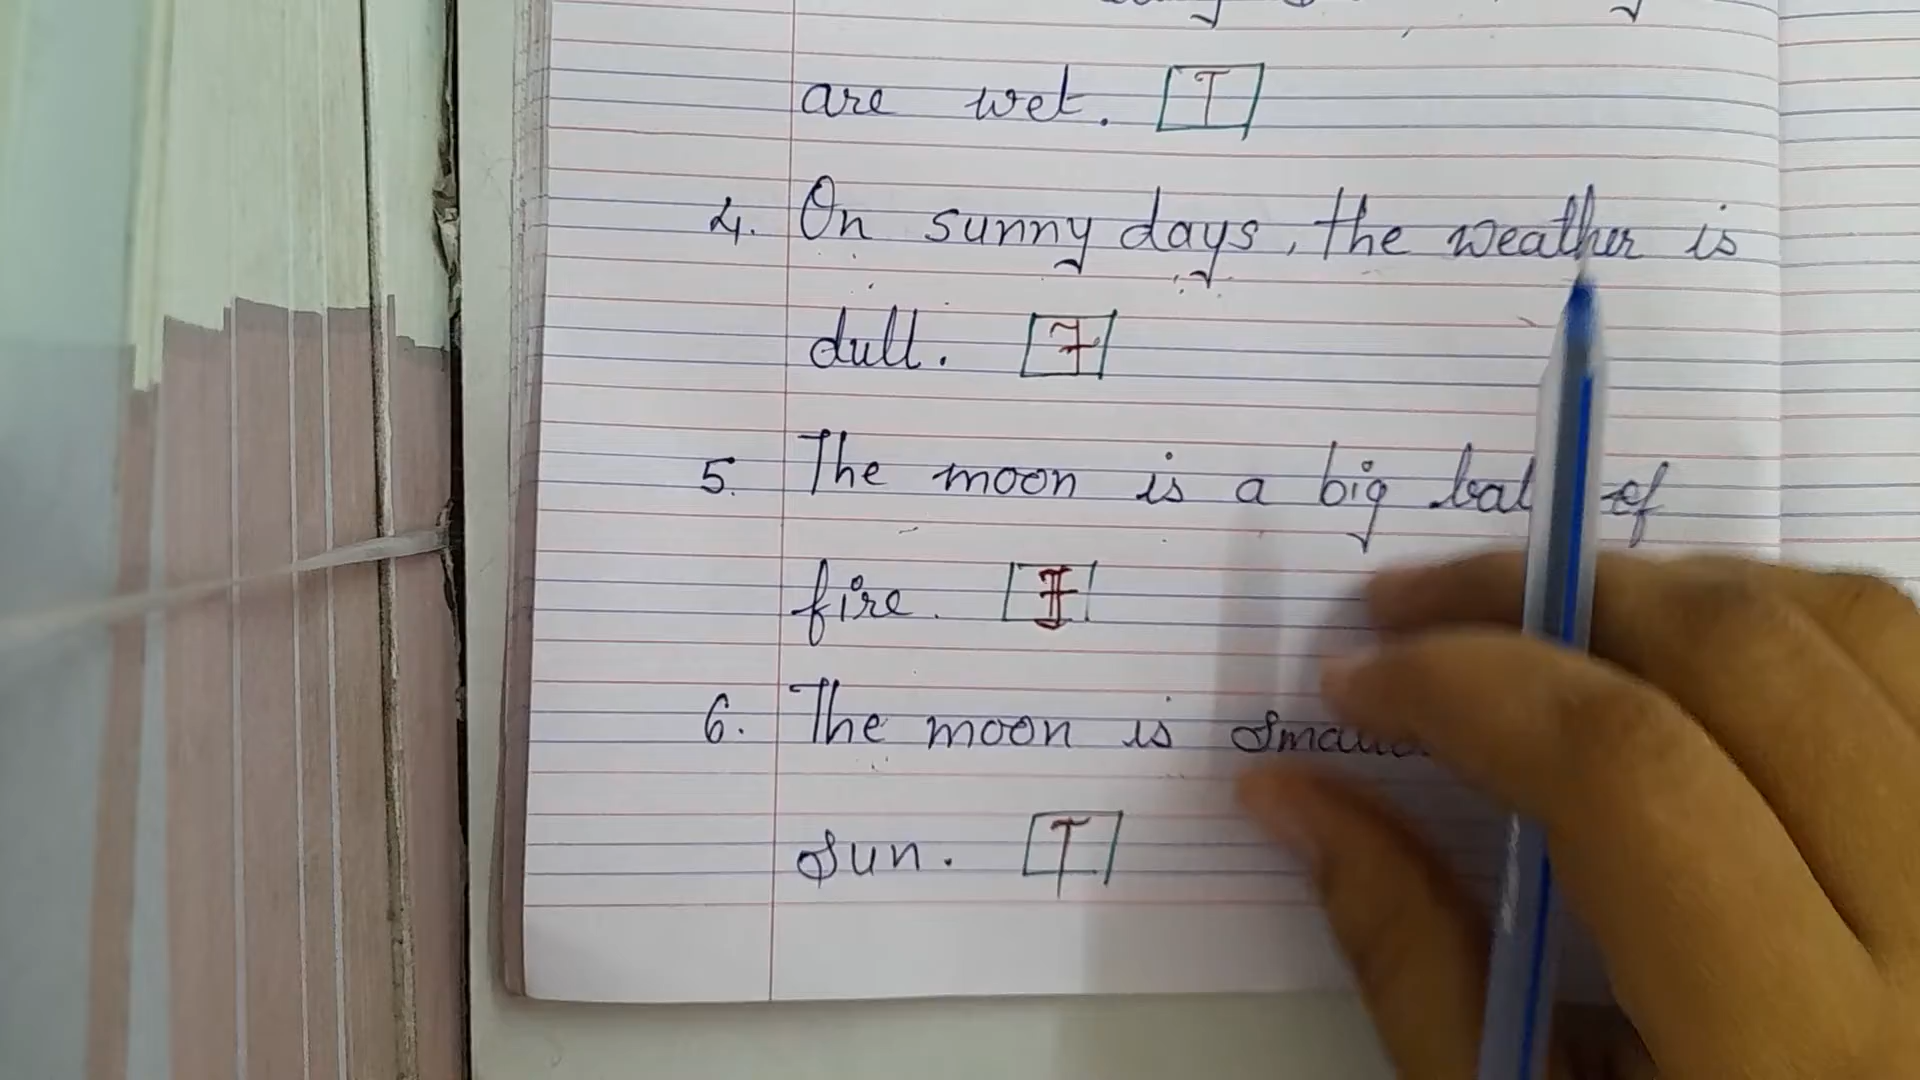 are wet. T
4. On sunny days, the weather is
dull. F
5. The moon is a big of
fire. F
6. The moon is
sun. T